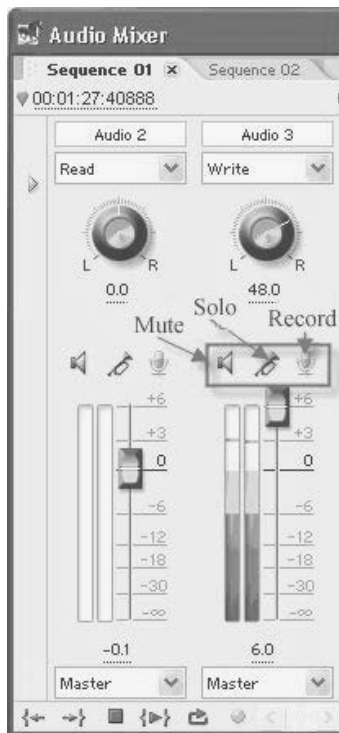 Audio Mixer
Sequence 01 x Sequence 02
00:01:27:40888
Audio 2 Audio 3
Read Write
L R L R
0.0 48.0
Mute Solo Record
+6 +6
+3 +3
0 0
-6 -6
-12 -12
-18 -18
-30 -30
-∞ -∞
-0.1 6.0
Master Master